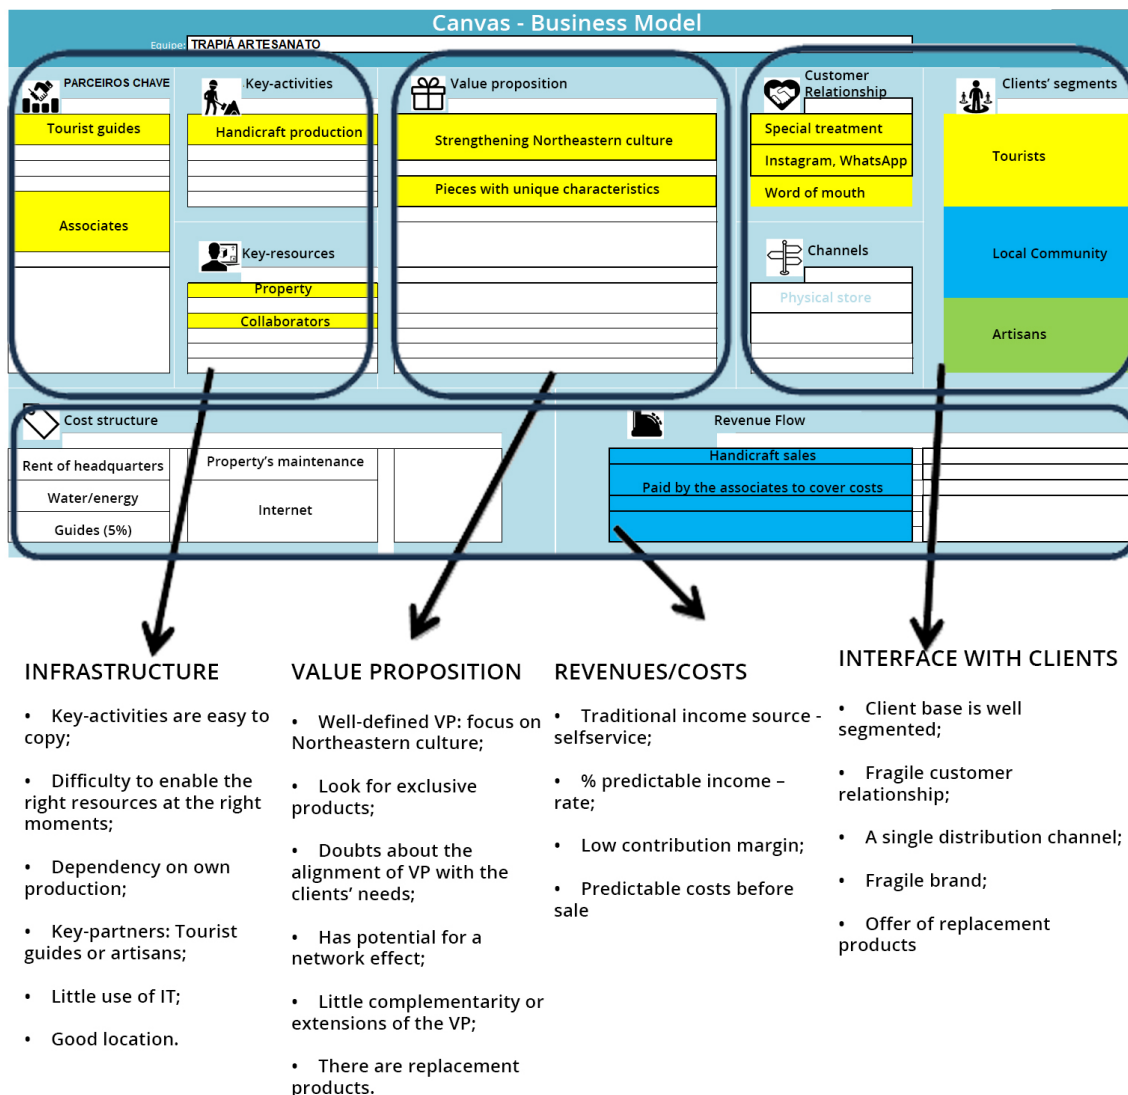 Canvas - Business Model
Equipe: TRAPIÁ ARTESANATO
PARCEIROS CHAVE
Tourist guides
Associates
Key-activities
Handicraft production
Key-resources
Property
Collaborators
Value proposition
Strengthening Northeastern culture
Pieces with unique characteristics
Customer
Relationship
Special treatment
Instagram, WhatsApp
Word of mouth
Channels
Physical store
Clients' segments
Tourists
Local Community
Artisans
Cost structure
Rent of headquarters
Water/energy
Guides (5%)
Property's maintenance
Internet
Revenue Flow
Handicraft sales
Paid by the associates to cover costs
INFRASTRUCTURE
• Key-activities are easy to
copy;
• Difficulty to enable the
right resources at the right
moments;
• Dependency on own
production;
• Key-partners: Tourist
guides or artisans;
• Little use of IT;
• Good location.
VALUE PROPOSITION
• Well-defined VP: focus on
Northeastern culture;
• Look for exclusive
products;
• Doubts about the
alignment of VP with the
clients' needs;
• Has potential for a
network effect;
• Little complementarity or
extensions of the VP;
• There are replacement
products.
REVENUES/COSTS
• Traditional income source -
selfservice;
• % predictable income –
rate;
• Low contribution margin;
• Predictable costs before
sale
INTERFACE WITH CLIENTS
• Client base is well
segmented;
• Fragile customer
relationship;
• A single distribution channel;
• Fragile brand;
• Offer of replacement
products